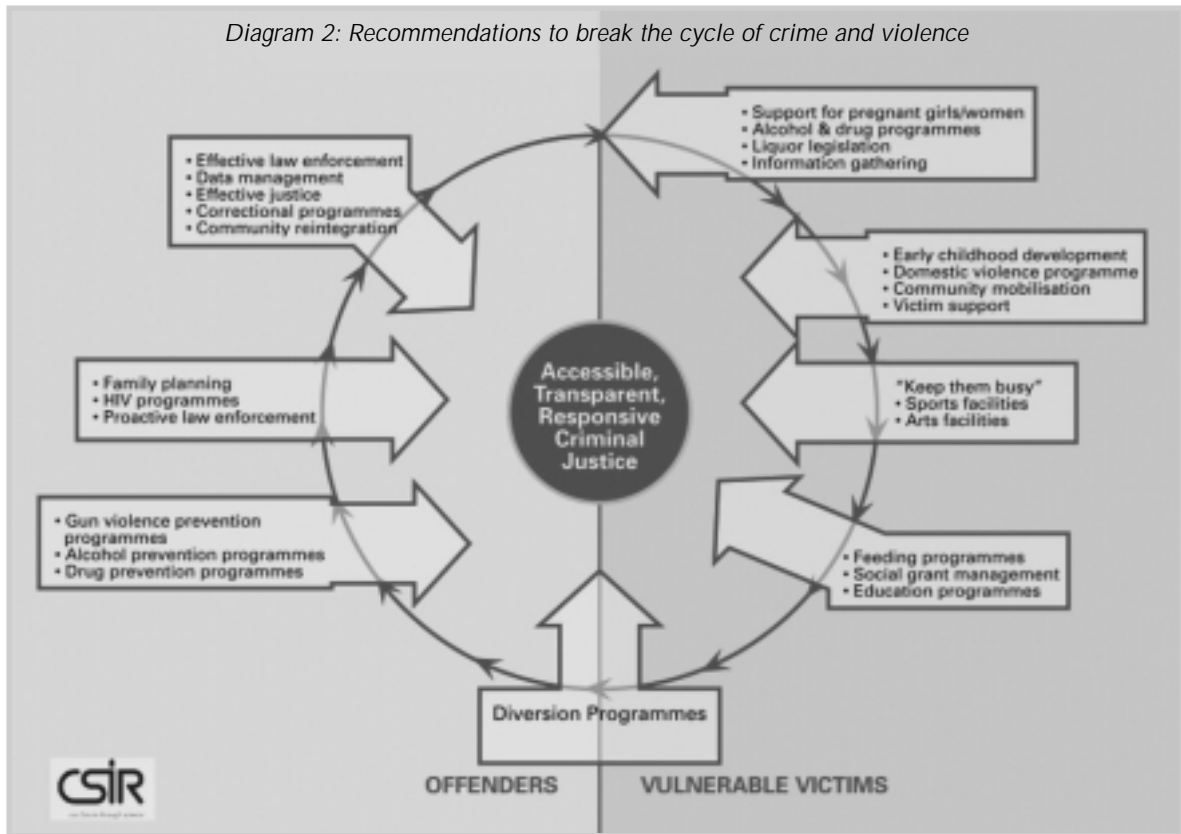 Diagram 2: Recommendations to break the cycle of crime and violence
• Support for pregnant girls/women
• Alcohol & drug programmes
• Liquor legislation
• Information gathering
• Effective law enforcement
• Data management
• Effective justice
• Correctional programmes
• Community reintegration
• Early childhood development
• Domestic violence programme
• Community mobilisation
• Victim support
Accessible,
Transparent,
Responsive
Criminal
Justice
• Family planning
• HIV programmes
• Proactive law enforcement
"Keep them busy"
• Sports facilities
• Arts facilities
• Gun violence prevention
programmes
• Alcohol prevention programmes
• Drug prevention programmes
• Feeding programmes
• Social grant management
• Education programmes
Diversion Programmes
OFFENDERS
VULNERABLE VICTIMS
CSIR